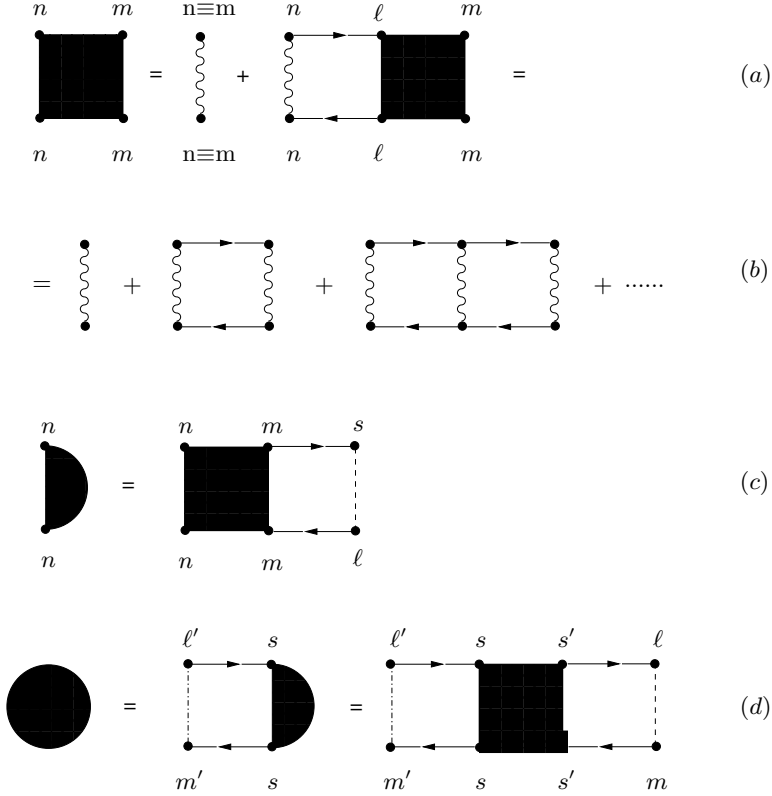 n m n≡m n ℓ m
= + = (a)
n m n≡m n ℓ m
= + + + ...... (b)
n n m s
= (c)
n n m ℓ
ℓ′ s ℓ′ s s′ ℓ
= = (d)
m′ s m′ s s′ m